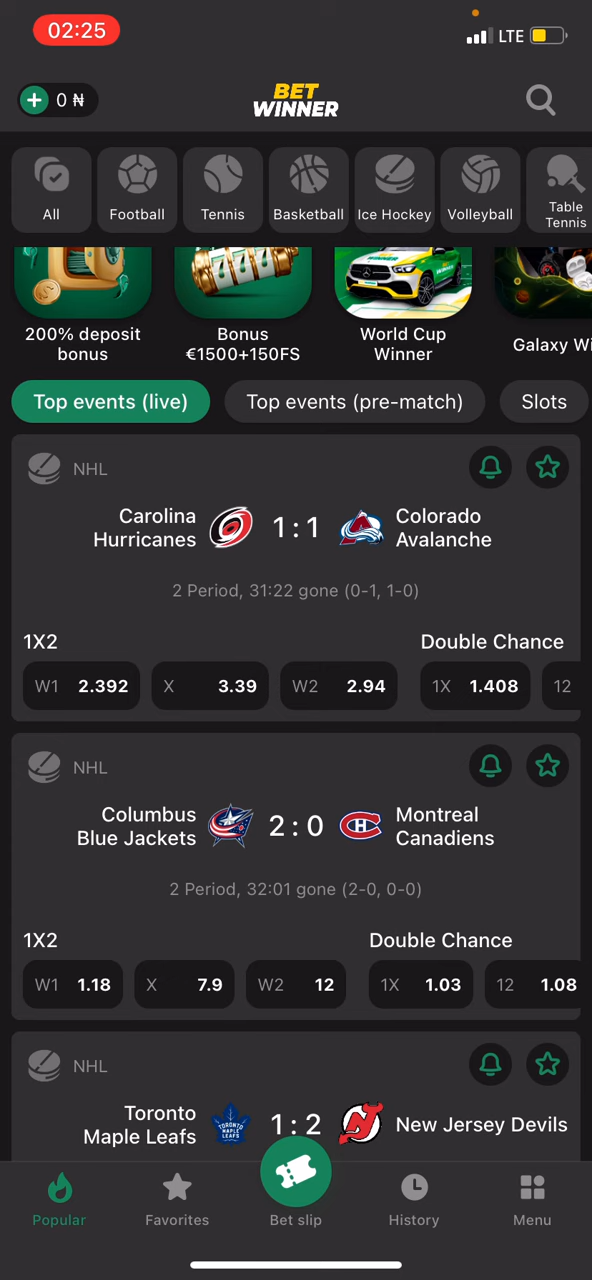 02:25
LTE
0 ₦
BET
WINNER
All
Football
Tennis
Basketball
Ice Hockey
Volleyball
Table
Tennis
200% deposit
bonus
Bonus
€1500+150FS
World Cup
Winner
Galaxy Wi
Top events (live)
Top events (pre-match)
Slots
NHL
Carolina
Hurricanes
1 : 1
Colorado
Avalanche
2 Period, 31:22 gone (0-1, 1-0)
1X2
Double Chance
W1 2.392
X 3.39
W2 2.94
1X 1.408
12
NHL
Columbus
Blue Jackets
2 : 0
Montreal
Canadiens
2 Period, 32:01 gone (2-0, 0-0)
1X2
Double Chance
W1 1.18
X 7.9
W2 12
1X 1.03
12 1.08
NHL
Toronto
Maple Leafs
TORONTO
MAPLE
LEAFS
1 : 2
New Jersey Devils
Popular
Favorites
Bet slip
History
Menu